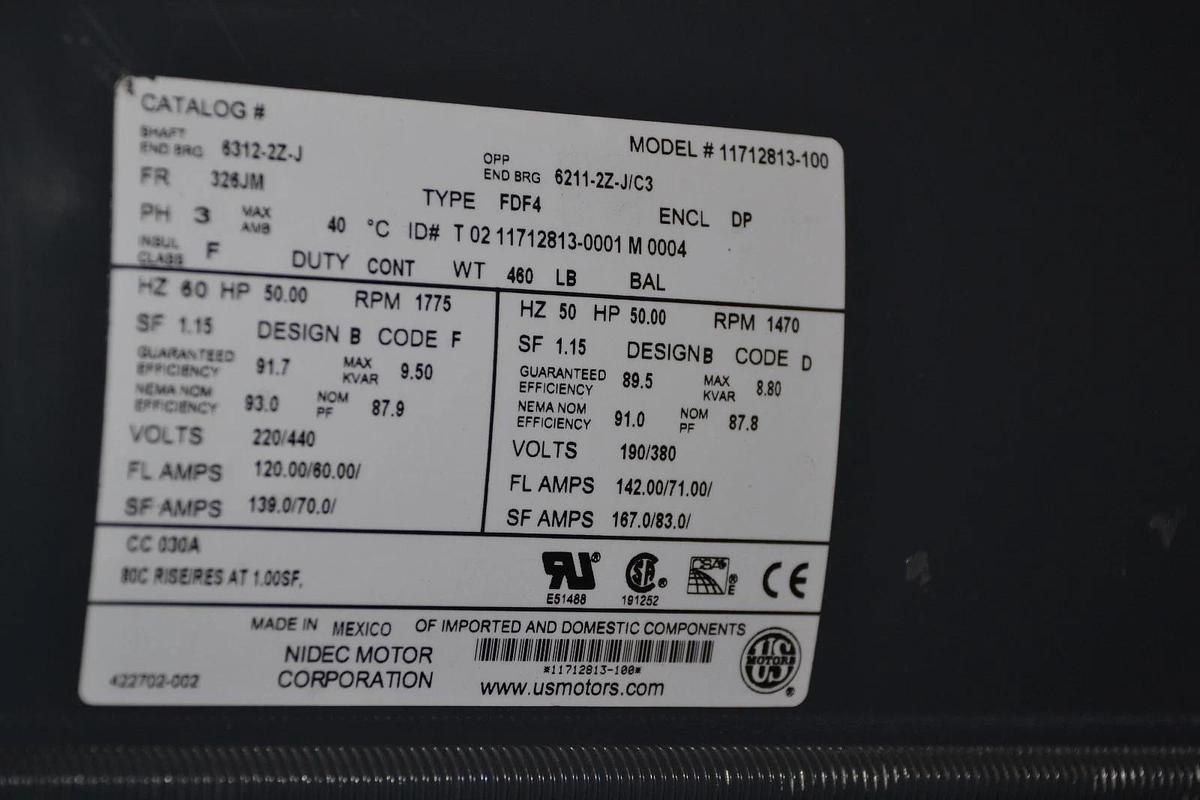 CATALOG #
MODEL # 11712813-100
SHAFT END BRG 6312-2Z-J
OPP END BRG 6211-2Z-J/C3
FR 326JM
TYPE FDF4
ENCL DP
PH 3 MAX AMB 40 °C ID# T 02 11712813-0001 M 0004
INSUL CLASS F DUTY CONT WT 460 LB BAL
HZ 60 HP 50.00 RPM 1775
SF 1.15 DESIGN B CODE F
GUARANTEED EFFICIENCY 91.7 MAX KVAR 9.50
NEMA NOM EFFICIENCY 93.0 NOM PF 87.9
VOLTS 220/440
FL AMPS 120.00/60.00/
SF AMPS 139.0/70.0/
HZ 50 HP 50.00 RPM 1470
SF 1.15 DESIGN B CODE D
GUARANTEED EFFICIENCY 89.5 MAX KVAR 8.80
NEMA NOM EFFICIENCY 91.0 NOM PF 87.8
VOLTS 190/380
FL AMPS 142.00/71.00/
SF AMPS 167.0/83.0/
CC 030A
80C RISE/RES AT 1.00SF,
RU ®
E51488
SA ®
191252
CSA ® E
CE
MADE IN MEXICO OF IMPORTED AND DOMESTIC COMPONENTS
NIDEC MOTOR
CORPORATION
*11712813-100*
www.usmotors.com
422702-002
US MOTORS ®